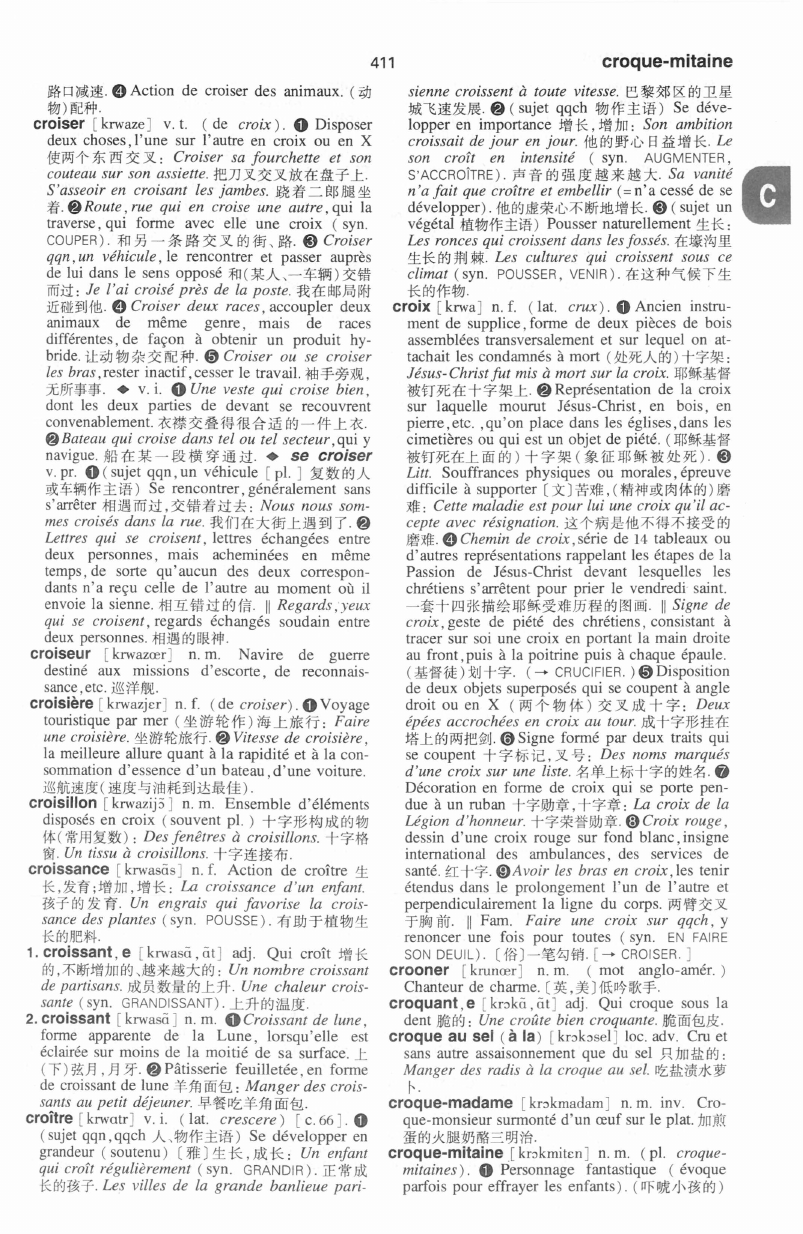 411
croque-mitaine
路口减速. ❹ Action de croiser des animaux. (动
物)配种.
croiser [krwaze] v. t. (de croix). ❶ Disposer
deux choses, l'une sur l'autre en croix ou en X
使两个东西交叉: Croiser sa fourchette et son
couteau sur son assiette. 把刀叉交叉放在盘子上.
S'asseoir en croisant les jambes. 跷着二郎腿坐
着. ❷ Route, rue qui en croise une autre, qui la
traverse, qui forme avec elle une croix (syn.
COUPER). 和另一条路交叉的街、路. ❸ Croiser
qqn, un véhicule, le rencontrer et passer auprès
de lui dans le sens opposé 和(某人、一车辆)交错
而过: Je l'ai croisé près de la poste. 我在邮局附
近碰到他. ❹ Croiser deux races, accoupler deux
animaux de même genre, mais de races
différentes, de façon à obtenir un produit hy-
bride. 让动物杂交配种. ❺ Croiser ou se croiser
les bras, rester inactif, cesser le travail. 袖手旁观,
无所事事. ◆ v. i. ❶ Une veste qui croise bien,
dont les deux parties de devant se recouvrent
convenablement. 衣襟交叠得很合适的一件上衣.
❷ Bateau qui croise dans tel ou tel secteur, qui y
navigue. 船在某一段横穿通过. ◆ se croiser
v. pr. ❶ (sujet qqn, un véhicule [pl.] 复数的人
或车辆作主语) Se rencontrer, généralement sans
s'arrêter 相遇而过, 交错着过去: Nous nous som-
mes croisés dans la rue. 我们在大街上遇到了. ❷
Lettres qui se croisent, lettres échangées entre
deux personnes, mais acheminées en même
temps, de sorte qu'aucun des deux correspon-
dants n'a reçu celle de l'autre au moment où il
envoie la sienne. 相互错过的信. ‖ Regards, yeux
qui se croisent, regards échangés soudain entre
deux personnes. 相遇的眼神.
croiseur [krwazœr] n. m. Navire de guerre
destiné aux missions d'escorte, de reconnais-
sance, etc. 巡洋舰.
croisière [krwazjɛr] n. f. (de croiser). ❶ Voyage
touristique par mer (坐游轮作)海上旅行: Faire
une croisière. 坐游轮旅行. ❷ Vitesse de croisière,
la meilleure allure quant à la rapidité et à la con-
sommation d'essence d'un bateau, d'une voiture.
巡航速度(速度与油耗到达最佳).
croisillon [krwazijɔ̃] n. m. Ensemble d'éléments
disposés en croix (souvent pl.) 十字形构成的物
体(常用复数): Des fenêtres à croisillons. 十字格
窗. Un tissu à croisillons. 十字连接布.
croissance [krwasɑ̃s] n. f. Action de croître 生
长, 发育; 增加, 增长: La croissance d'un enfant.
孩子的发育. Un engrais qui favorise la crois-
sance des plantes (syn. POUSSE). 有助于植物生
长的肥料.
1. croissant, e [krwasɑ̃, ɑ̃t] adj. Qui croît 增长
的, 不断增加的、越来越大的: Un nombre croissant
de partisans. 成员数量的上升. Une chaleur crois-
sante (syn. GRANDISSANT). 上升的温度.
2. croissant [krwasɑ̃] n. m. ❶ Croissant de lune,
forme apparente de la Lune, lorsqu'elle est
éclairée sur moins de la moitié de sa surface. 上
(下)弦月, 月牙. ❷ Pâtisserie feuilletée, en forme
de croissant de lune 羊角面包: Manger des crois-
sants au petit déjeuner. 早餐吃羊角面包.
croître [krwatr] v. i. (lat. crescere) [c. 66]. ❶
(sujet qqn, qqch 人、物作主语) Se développer en
grandeur (soutenu) 〔雅〕生长, 成长: Un enfant
qui croît régulièrement (syn. GRANDIR). 正常成
长的孩子. Les villes de la grande banlieue pari-
sienne croissent à toute vitesse. 巴黎郊区的卫星
城飞速发展. ❷ (sujet qqch 物作主语) Se déve-
lopper en importance 增长, 增加: Son ambition
croissait de jour en jour. 他的野心日益增长. Le
son croît en intensité (syn. AUGMENTER,
S'ACCROÎTRE). 声音的强度越来越大. Sa vanité
n'a fait que croître et embellir (= n'a cessé de se
développer). 他的虚荣心不断地增长. ❸ (sujet un
végétal 植物作主语) Pousser naturellement 生长:
Les ronces qui croissent dans les fossés. 在壕沟里
生长的荆棘. Les cultures qui croissent sous ce
climat (syn. POUSSER, VENIR). 在这种气候下生
长的作物.
croix [krwa] n. f. (lat. crux). ❶ Ancien instru-
ment de supplice, forme de deux pièces de bois
assemblées transversalement et sur lequel on at-
tachait les condamnés à mort (处死人的)十字架:
Jésus-Christ fut mis à mort sur la croix. 耶稣基督
被钉死在十字架上. ❷ Représentation de la croix
sur laquelle mourut Jésus-Christ, en bois, en
pierre, etc., qu'on place dans les églises, dans les
cimetières ou qui est un objet de piété. (耶稣基督
被钉死在上面的)十字架(象征耶稣被处死). ❸
Litt. Souffrances physiques ou morales, épreuve
difficile à supporter 〔文〕苦难, (精神或肉体的)磨
难: Cette maladie est pour lui une croix qu'il ac-
cepte avec résignation. 这个病是他不得不接受的
磨难. ❹ Chemin de croix, série de 14 tableaux ou
d'autres représentations rappelant les étapes de la
Passion de Jésus-Christ devant lesquelles les
chrétiens s'arrêtent pour prier le vendredi saint.
一套十四张描绘耶稣受难历程的图画. ‖ Signe de
croix, geste de piété des chrétiens, consistant à
tracer sur soi une croix en portant la main droite
au front, puis à la poitrine puis à chaque épaule.
(基督徒)划十字. (→ CRUCIFIER.) ❺ Disposition
de deux objets superposés qui se coupent à angle
droit ou en X (两个物体)交叉成十字: Deux
épées accrochées en croix au tour. 成十字形挂在
塔上的两把剑. ❻ Signe formé par deux traits qui
se coupent 十字标记, 叉号: Des noms marqués
d'une croix sur une liste. 名单上标十字的姓名. ❼
Décoration en forme de croix qui se porte pen-
due à un ruban 十字勋章, 十字章: La croix de la
Légion d'honneur. 十字荣誉勋章. ❽ Croix rouge,
dessin d'une croix rouge sur fond blanc, insigne
international des ambulances, des services de
santé. 红十字. ❾ Avoir les bras en croix, les tenir
étendus dans le prolongement l'un de l'autre et
perpendiculairement la ligne du corps. 两臂交叉
于胸前. ‖ Fam. Faire une croix sur qqch, y
renoncer une fois pour toutes (syn. EN FAIRE
SON DEUIL). 〔俗〕一笔勾销. [→ CROISER.]
crooner [krunœr] n. m. (mot anglo-amér.)
Chanteur de charme. 〔英, 美〕低吟歌手.
croquant, e [krɔkɑ̃, ɑ̃t] adj. Qui croque sous la
dent 脆的: Une croûte bien croquante. 脆面包皮.
croque au sel (à la) [krɔkosɛl] loc. adv. Cru et
sans autre assaisonnement que du sel 只加盐的:
Manger des radis à la croque au sel. 吃盐渍水萝
卜.
croque-madame [krɔkmadam] n. m. inv. Cro-
que-monsieur surmonté d'un œuf sur le plat. 加煎
蛋的火腿奶酪三明治.
croque-mitaine [krɔkmitɛn] n. m. (pl. croque-
mitaines). ❶ Personnage fantastique (évoque
parfois pour effrayer les enfants). (吓唬小孩的)
C